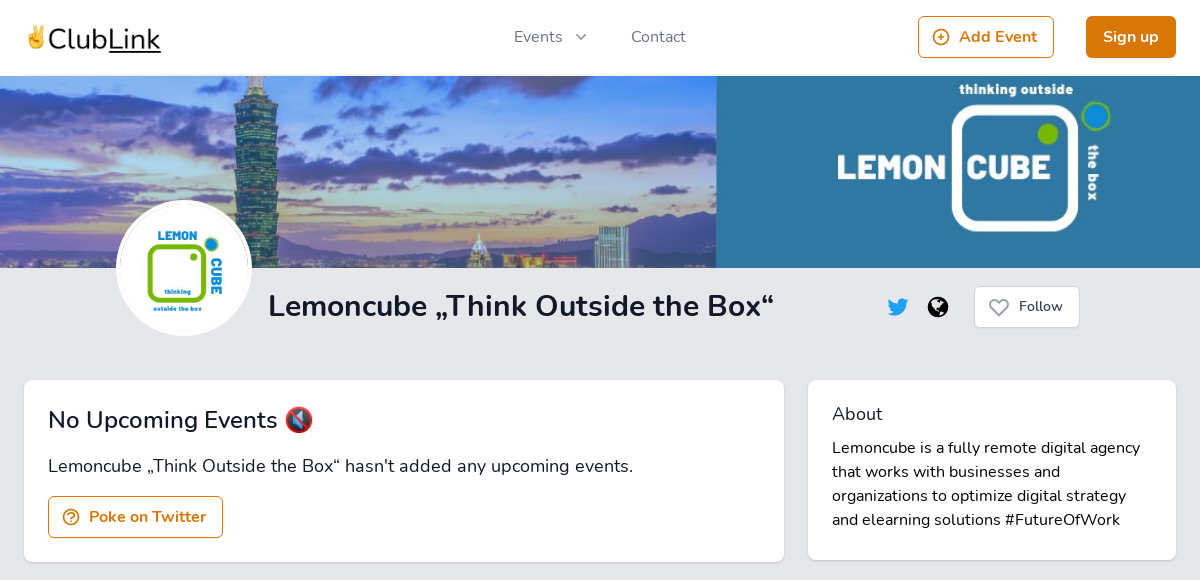 ClubLink
Events
Contact
Add Event
Sign up
thinking outside
LEMON CUBE
the box
LEMON
CUBE
thinking
outside the box
Lemoncube „Think Outside the Box“
Follow
No Upcoming Events
Lemoncube „Think Outside the Box“ hasn't added any upcoming events.
Poke on Twitter
About
Lemoncube is a fully remote digital agency
that works with businesses and
organizations to optimize digital strategy
and elearning solutions #FutureOfWork